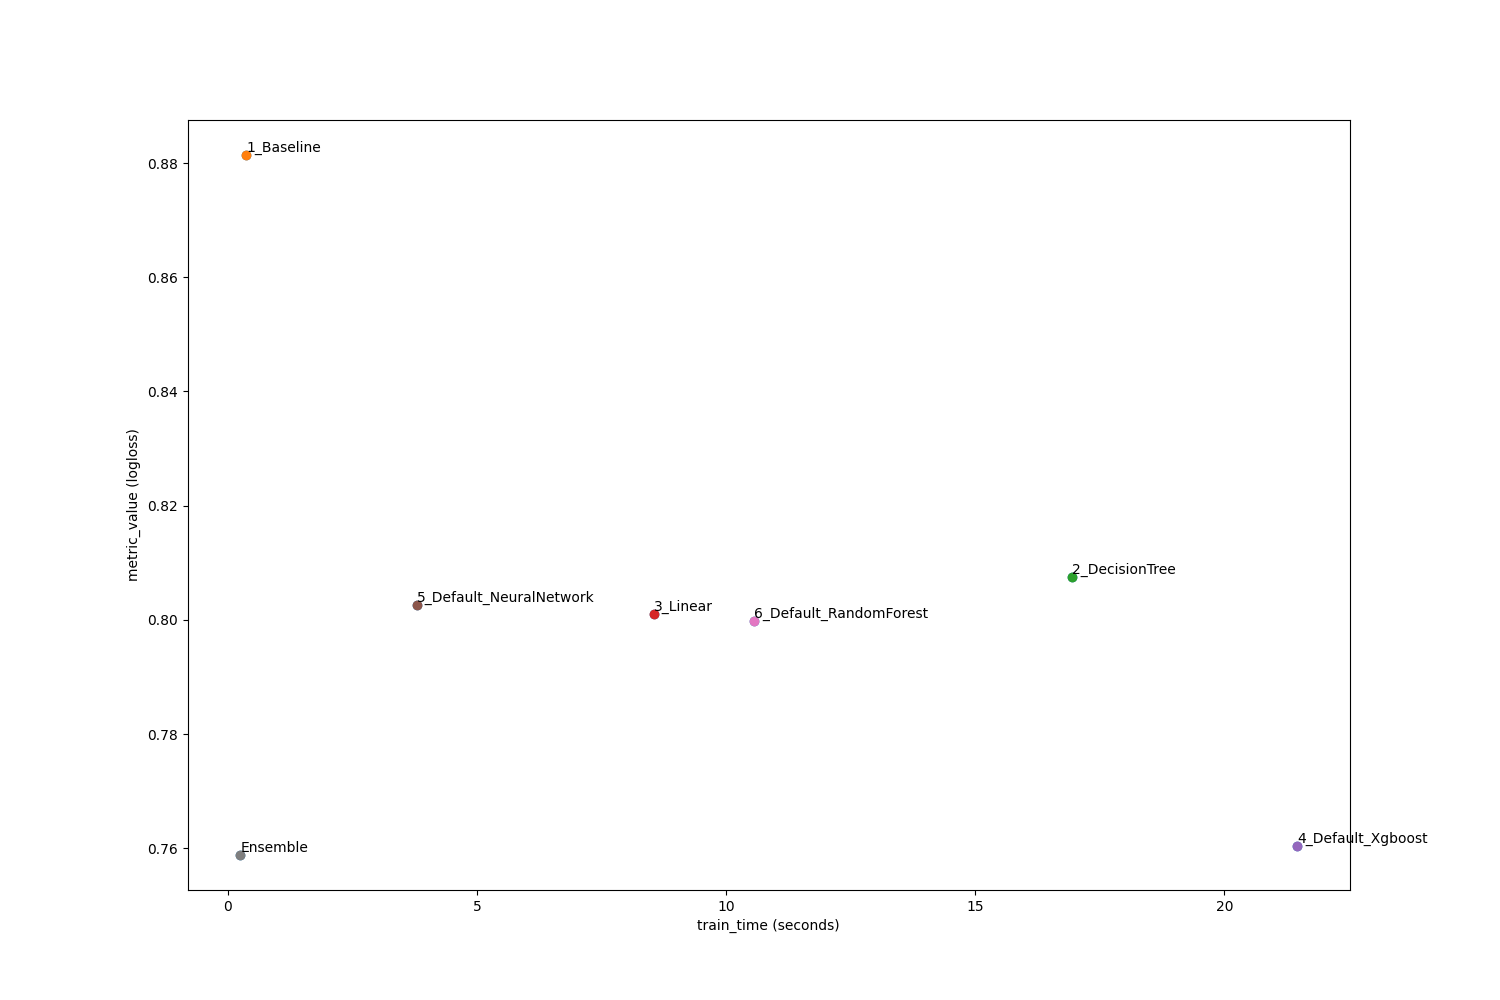 1_Baseline
0.88
0.86
0.84
0.82
0.80
0.78
0.76
metric_value (logloss)
2_DecisionTree
5_Default_NeuralNetwork
3_Linear
6_Default_RandomForest
4_Default_Xgboost
Ensemble
0
5
10
15
20
train_time (seconds)